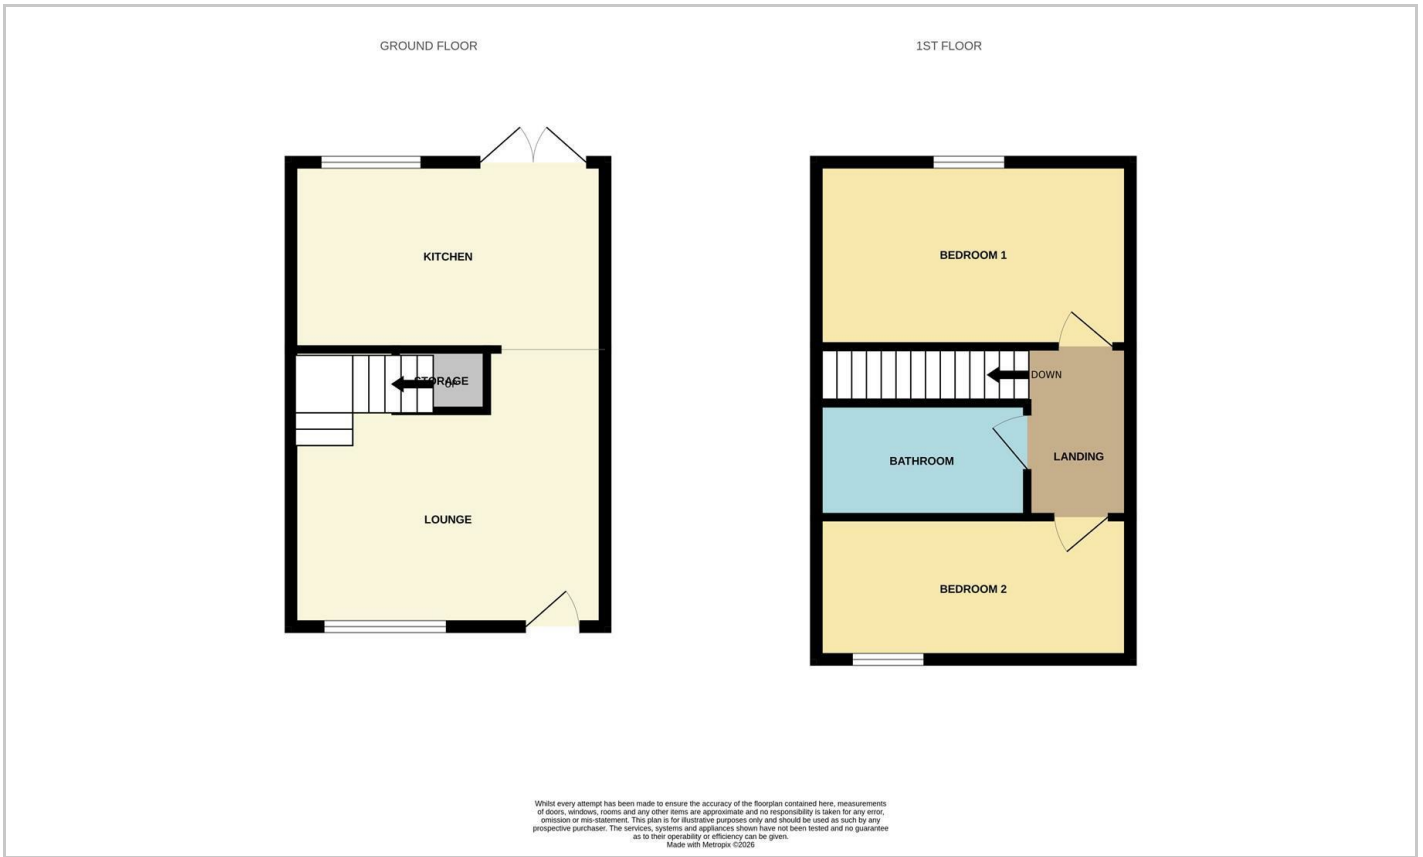 GROUND FLOOR
1ST FLOOR
KITCHEN
BEDROOM 1
STORAGE
UP
DOWN
LANDING
BATHROOM
LOUNGE
BEDROOM 2
Whilst every attempt has been made to ensure the accuracy of the floorplan contained here, measurements
of doors, windows, rooms and any other items are approximate and no responsibility is taken for any error,
omission or mis-statement. This plan is for illustrative purposes only and should be used as such by any
prospective purchaser. The services, systems and appliances shown have not been tested and no guarantee
as to their operability or efficiency can be given.
Made with Metropix ©2026